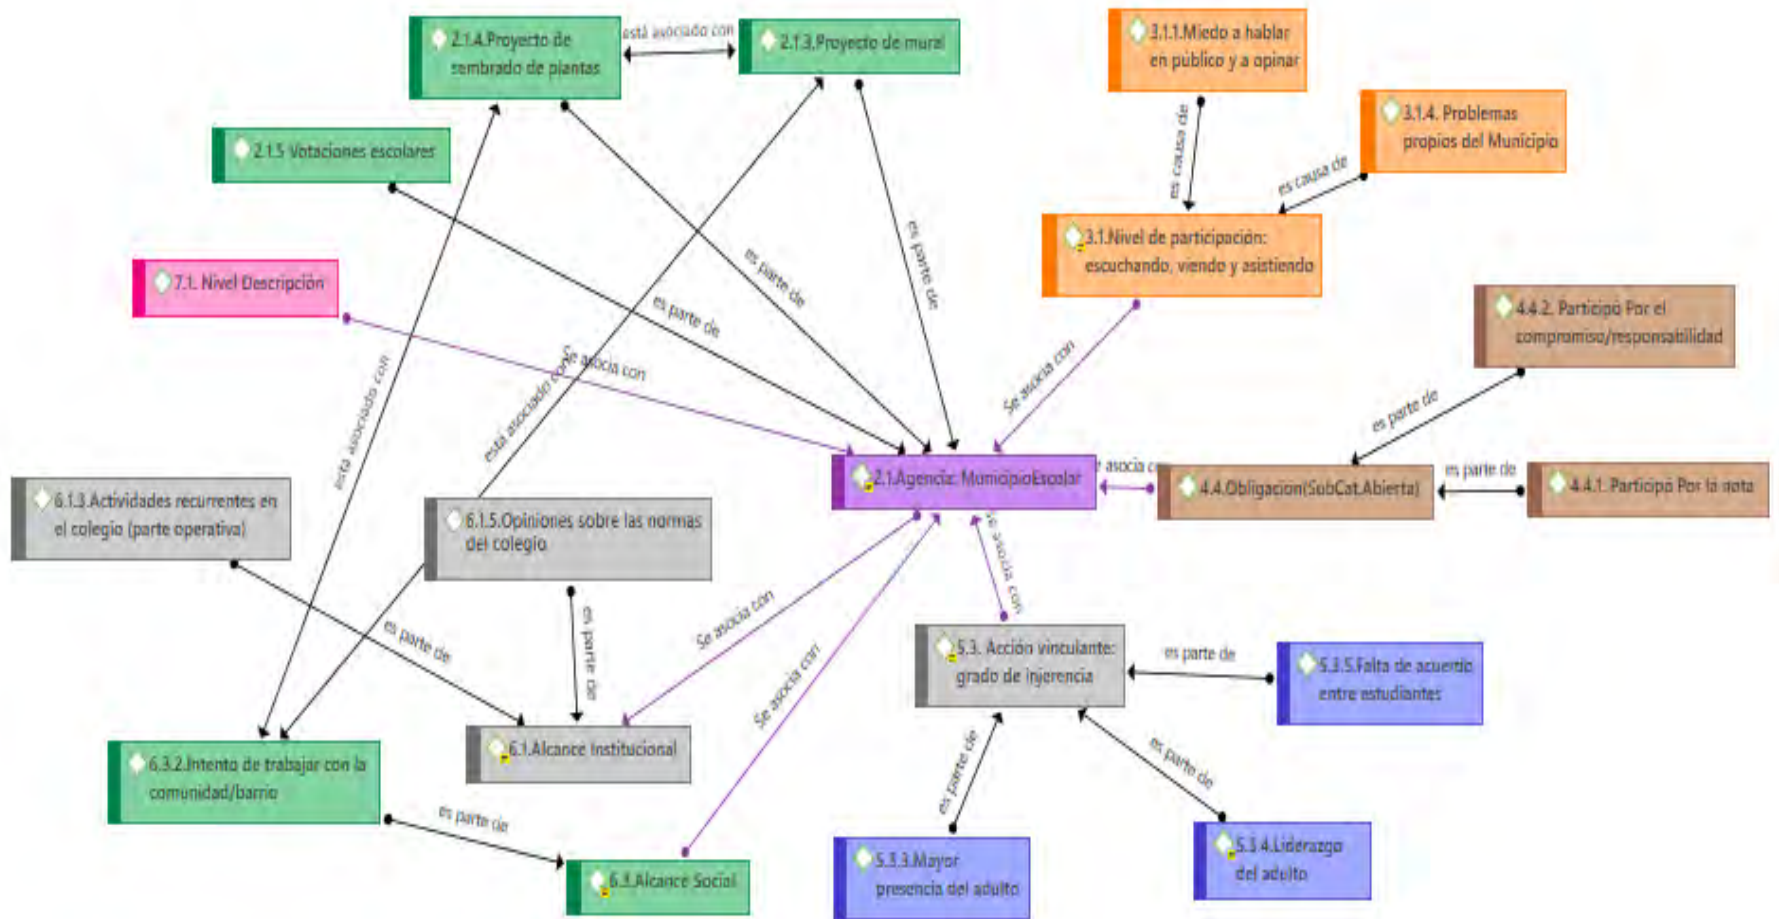 2.1.4.Proyecto de
sembrado de plantas
está asociado con
2.1.3.Proyecto de mural
3.1.1.Miedo a hablar
en público y a opinar
3.1.4. Problemas
propios del Municipio
2.1.5 Votaciones escolares
es causa de
es causa de
3.1.Nivel de participación:
escuchando, viendo y asistiendo
7.1. Nivel Descripción
es parte de
es parte de
es parte de
Se asocia con
está asociado con
está asociado con
Se asocia con
4.4.2. Participó Por el
compromiso/responsabilidad
es parte de
2.1.Agencia: MunicipioEscolar
e asocia co
4.4.Obligacion(SubCat.Abierta)
es parte de
4.4.1. Participó Por la nota
6.1.3.Actividades recurrentes en
el colegio (parte operativa)
6.1.5.Opiniones sobre las normas
del colegio
Se asocia con
es parte de
es parte de
Se asocia con
Se asocia con
5.3. Acción vinculante:
grado de injerencia
es parte de
5.3.5.Falta de acuerdo
entre estudiantes
6.1.Alcance Institucional
6.3.2.Intento de trabajar con la
comunidad/barrio
es parte de
es parte de
es parte de
6.3.Alcance Social
5.3.3.Mayor
presencia del adulto
5.3.4.Liderazgo
del adulto